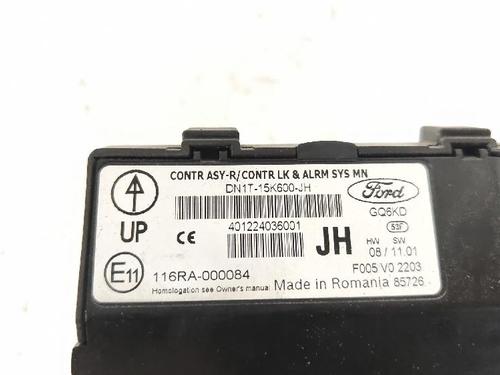 CONTR ASY-R/CONTR LK & ALRM SYS MN
DN1T-15K600-JH
Ford
GQ6KD
UP
CE
401224036001
JH
53F
HW SW
08 / 11.01
E11
116RA-000084
F005 V0 2203
Homologation see Owner's manual
Made in Romania 85726